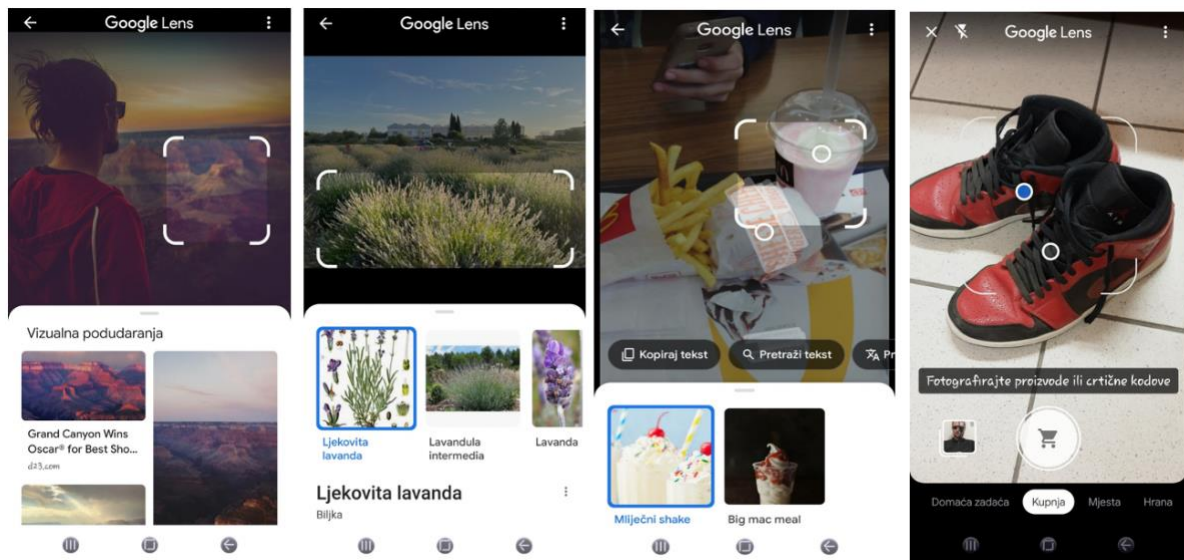 Google Lens
Vizualna podudaranja
Grand Canyon Wins
Oscar® for Best Sho...
d23.com
Google Lens
Ljekovita
lavanda
Lavandula
intermedia
Lavanda
Ljekovita lavanda
Biljka
Google Lens
Kopiraj tekst
Pretraži tekst
Pr
Mliječni shake
Big mac meal
Google Lens
Fotografirajte proizvode ili crtične kodove
Domaća zadaća
Kupnja
Mjesta
Hrana